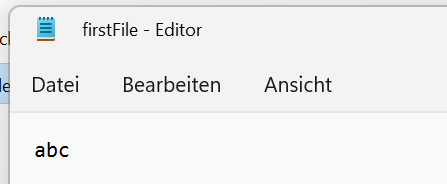 firstFile - Editor
Datei Bearbeiten Ansicht
abc